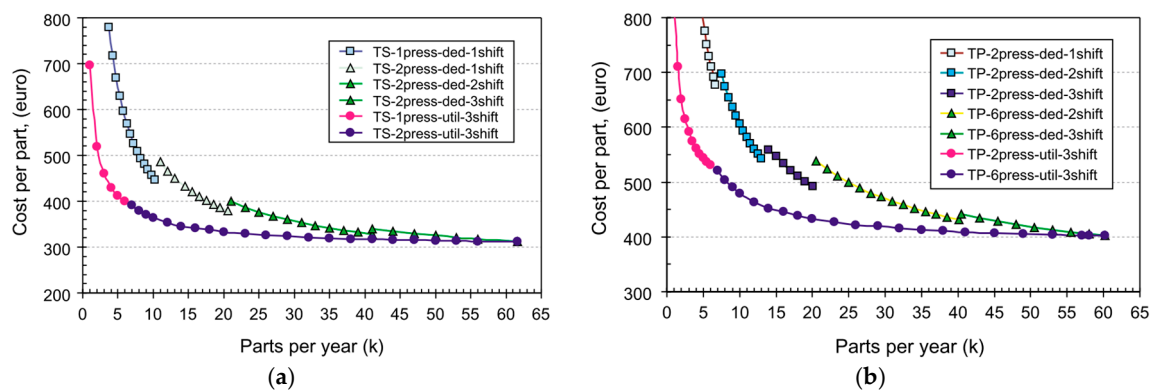 800
700
600
500
400
300
200
Cost per part, (euro)
TS-1press-ded-1shift
TS-2press-ded-1shift
TS-2press-ded-2shift
TS-2press-ded-3shift
TS-1press-util-3shift
TS-2press-util-3shift
0 5 10 15 20 25 30 35 40 45 50 55 60 65
Parts per year (k)
(a)
800
700
600
500
400
300
Cost per part, (euro)
TP-2press-ded-1shift
TP-2press-ded-2shift
TP-2press-ded-3shift
TP-6press-ded-2shift
TP-6press-ded-3shift
TP-2press-util-3shift
TP-6press-util-3shift
0 5 10 15 20 25 30 35 40 45 50 55 60 65
Parts per year (k)
(b)